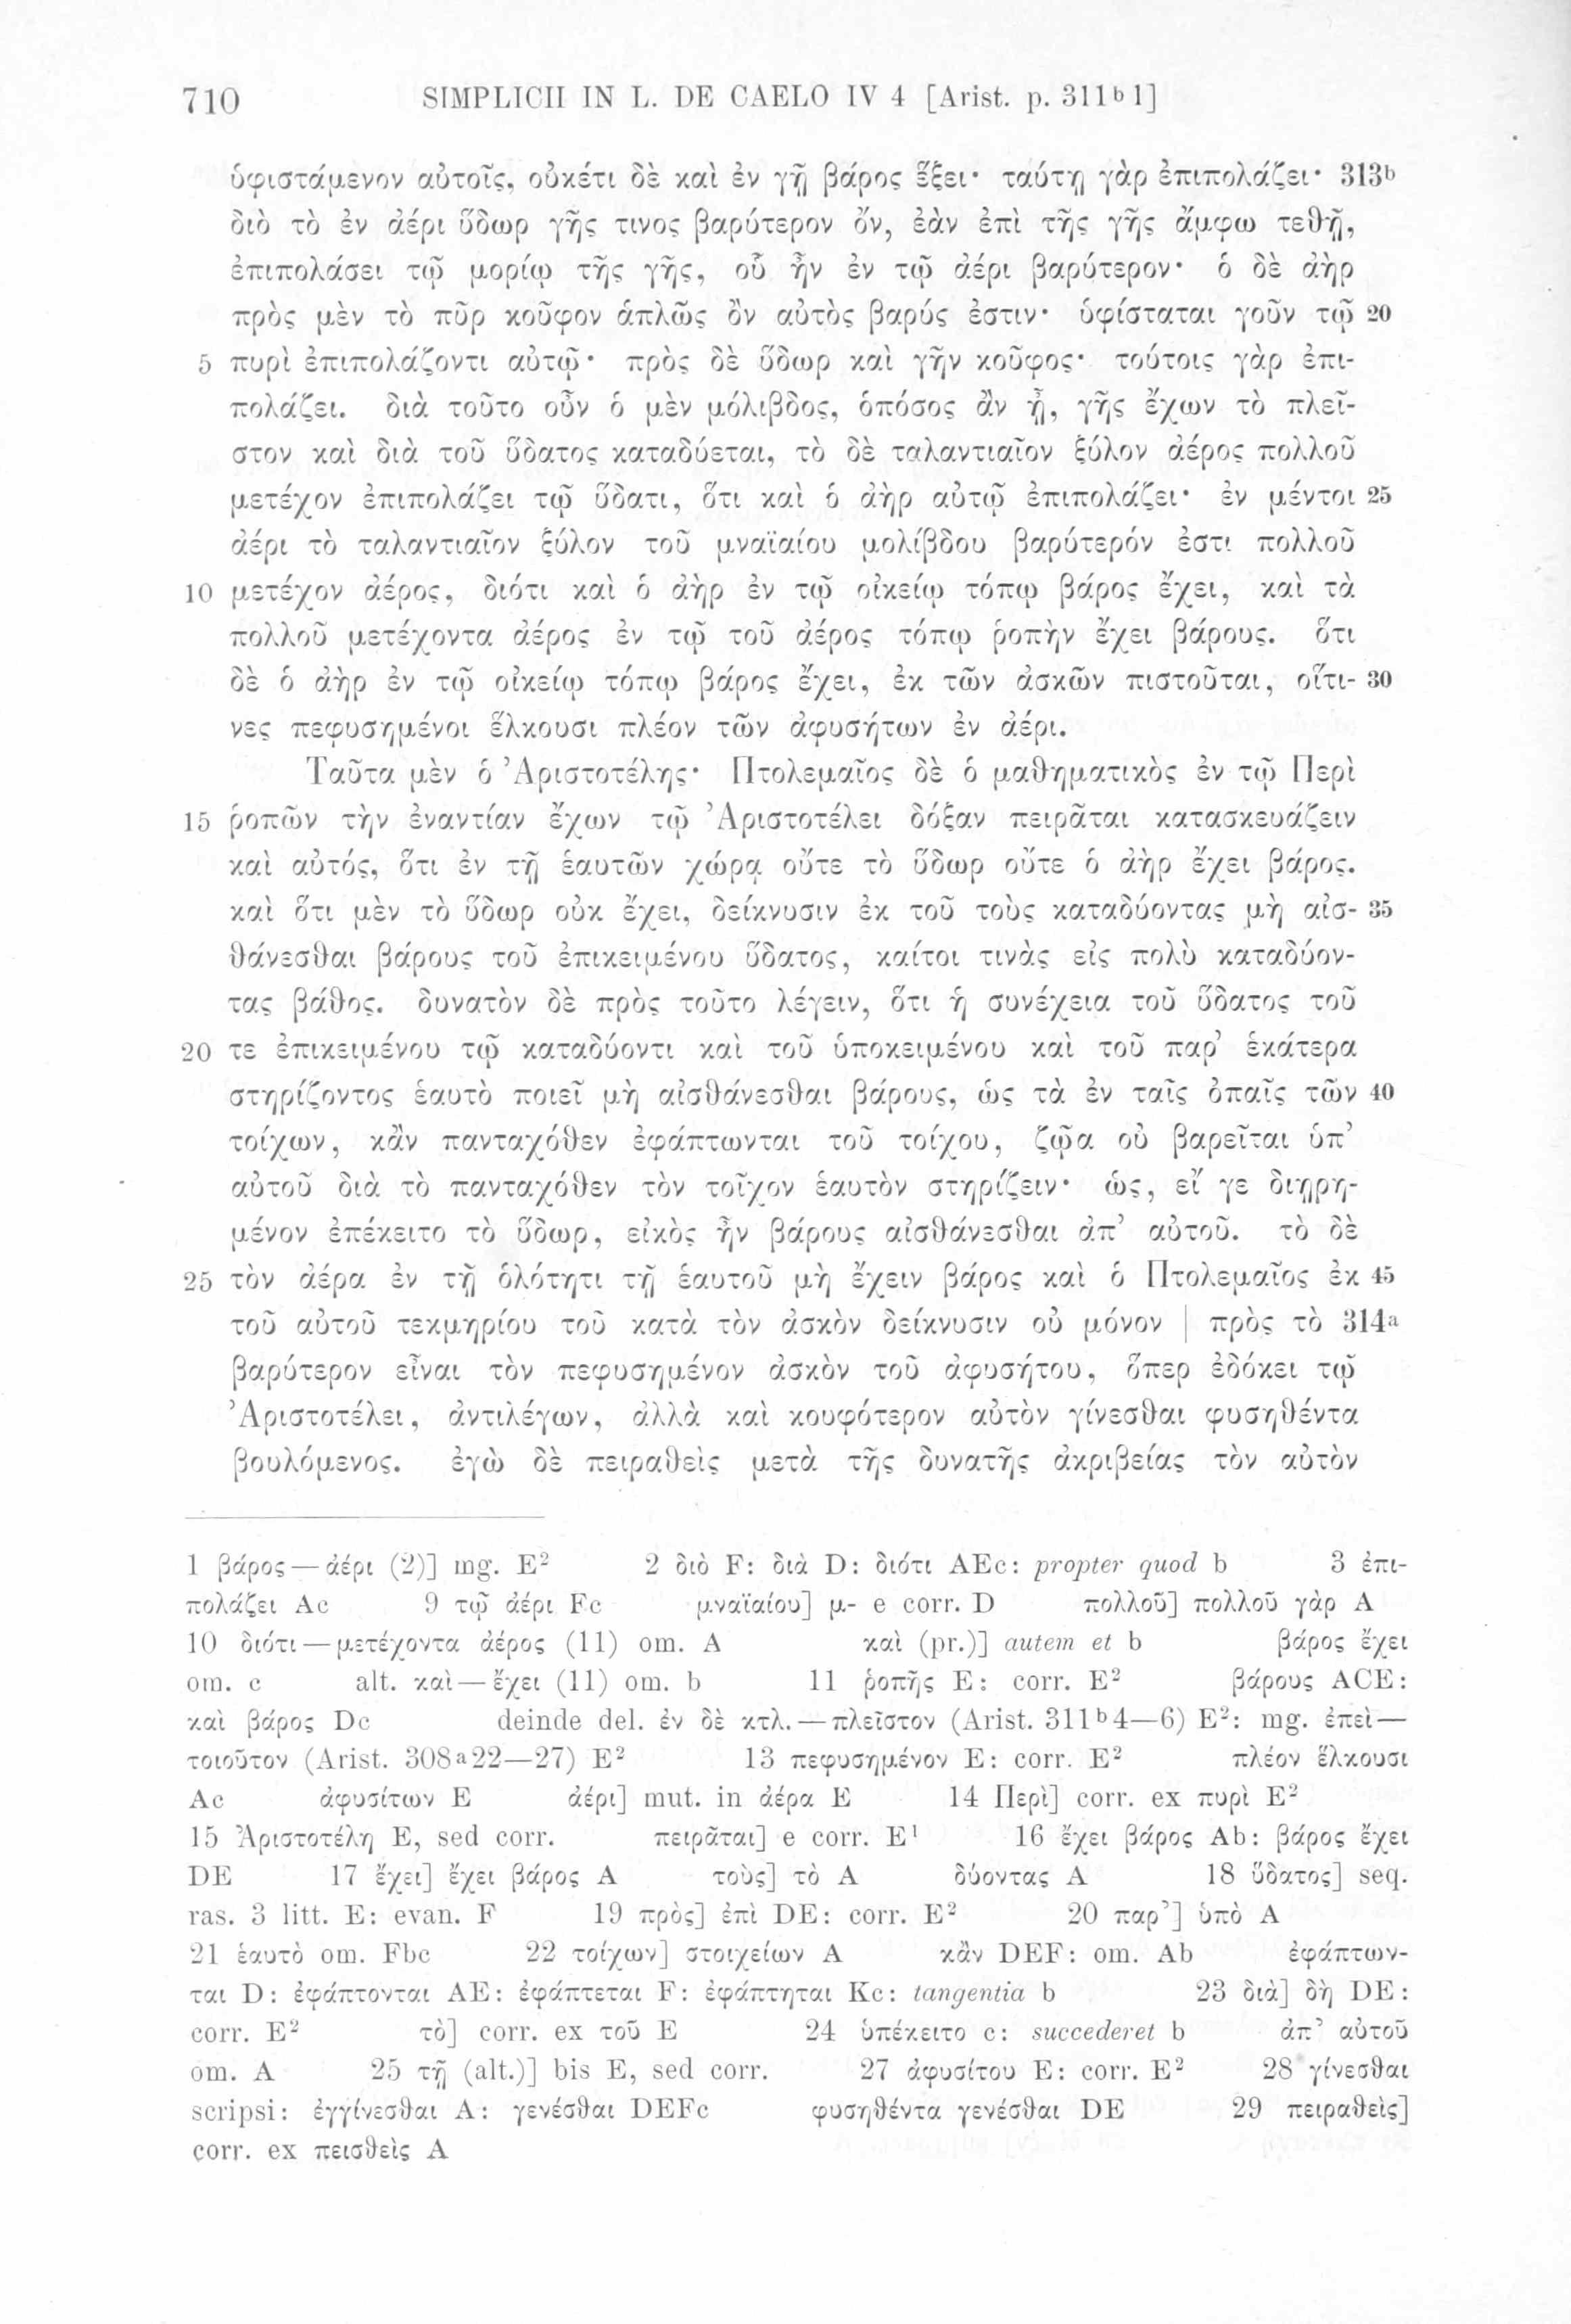 710 SIMPLICII IN L. DE CAELO IV 4 [Arist. p. 311b1]
ὑφιστάμενον αὐτοῖς, οὐκέτι δὲ καὶ ἐν γῇ βάρος ἕξει· ταύτῃ γὰρ ἐπιπολάζει· 313b
διὸ τὸ ἐν ἀέρι ὕδωρ γῆς τινος βαρύτερον ὄν, ἐὰν ἐπὶ τῆς γῆς ἄμφω τεθῇ,
ἐπιπολάσει τῷ μορίῳ τῆς γῆς, οὗ ἦν ἐν τῷ ἀέρι βαρύτερον· ὁ δὲ ἀὴρ
πρὸς μὲν τὸ πῦρ κοῦφον ἁπλῶς ὂν αὐτὸς βαρύς ἐστιν· ὑφίσταται γοῦν τῷ 20
5 πυρὶ ἐπιπολάζοντι αὐτῷ· πρὸς δὲ ὕδωρ καὶ γῆν κοῦφος· τούτοις γὰρ ἐπι-
πολάζει. διὰ τοῦτο οὖν ὁ μὲν μόλιβδος, ὁπόσος ἂν ᾖ, γῆς ἔχων τὸ πλεῖ-
στον καὶ διὰ τοῦ ὕδατος καταδύεται, τὸ δὲ ταλαντιαῖον ξύλον ἀέρος πολλοῦ
μετέχον ἐπιπολάζει τῷ ὕδατι, ὅτι καὶ ὁ ἀὴρ αὐτῷ ἐπιπολάζει· ἐν μέντοι 25
ἀέρι τὸ ταλαντιαῖον ξύλον τοῦ μναϊαίου μολίβδου βαρύτερόν ἐστι πολλοῦ
10 μετέχον ἀέρος, διότι καὶ ὁ ἀὴρ ἐν τῷ οἰκείῳ τόπῳ βάρος ἔχει, καὶ τὰ
πολλοῦ μετέχοντα ἀέρος ἐν τῷ τοῦ ἀέρος τόπῳ ῥοπὴν ἔχει βάρους. ὅτι
δὲ ὁ ἀὴρ ἐν τῷ οἰκείῳ τόπῳ βάρος ἔχει, ἐκ τῶν ἀσκῶν πιστοῦται, οἵτι- 30
νες πεφυσημένοι ἕλκουσι πλέον τῶν ἀφυσήτων ἐν ἀέρι.
Ταῦτα μὲν ὁ Ἀριστοτέλης· Πτολεμαῖος δὲ ὁ μαθηματικὸς ἐν τῷ Περὶ
15 ῥοπῶν τὴν ἐναντίαν ἔχων τῷ Ἀριστοτέλει δόξαν πειρᾶται κατασκευάζειν
καὶ αὐτός, ὅτι ἐν τῇ ἑαυτῶν χώρᾳ οὔτε τὸ ὕδωρ οὔτε ὁ ἀὴρ ἔχει βάρος.
καὶ ὅτι μὲν τὸ ὕδωρ οὐκ ἔχει, δείκνυσιν ἐκ τοῦ τοὺς καταδύοντας μὴ αἰσ- 35
θάνεσθαι βάρους τοῦ ἐπικειμένου ὕδατος, καίτοι τινὰς εἰς πολὺ καταδύον-
τας βάθος. δυνατὸν δὲ πρὸς τοῦτο λέγειν, ὅτι ἡ συνέχεια τοῦ ὕδατος τοῦ
20 τε ἐπικειμένου τῷ καταδύοντι καὶ τοῦ ὑποκειμένου καὶ τοῦ παρ’ ἑκάτερα
στηρίζοντος ἑαυτὸ ποιεῖ μὴ αἰσθάνεσθαι βάρους, ὡς τὰ ἐν ταῖς ὀπαῖς τῶν 40
τοίχων, κἂν πανταχόθεν ἐφάπτωνται τοῦ τοίχου, ζῷα οὐ βαρεῖται ὑπ’
αὐτοῦ διὰ τὸ πανταχόθεν τὸν τοῖχον ἑαυτὸν στηρίζειν· ὡς, εἴ γε διῃρη-
μένον ἐπέκειτο τὸ ὕδωρ, εἰκὸς ἦν βάρους αἰσθάνεσθαι ἀπ’ αὐτοῦ. τὸ δὲ
25 τὸν ἀέρα ἐν τῇ ὁλότητι τῇ ἑαυτοῦ μὴ ἔχειν βάρος καὶ ὁ Πτολεμαῖος ἐκ 45
τοῦ αὐτοῦ τεκμηρίου τοῦ κατὰ τὸν ἀσκὸν δείκνυσιν οὐ μόνον | πρὸς τὸ 314a
βαρύτερον εἶναι τὸν πεφυσημένον ἀσκὸν τοῦ ἀφυσήτου, ὅπερ ἐδόκει τῷ
Ἀριστοτέλει, ἀντιλέγων, ἀλλὰ καὶ κουφότερον αὐτὸν γίνεσθαι φυσηθέντα
βουλόμενος. ἐγὼ δὲ πειραθεὶς μετὰ τῆς δυνατῆς ἀκριβείας τὸν αὐτὸν
1 βάρος — ἀέρι (2)] mg. E² 2 διὸ F: διὰ D: διότι AEc: propter quod b 3 ἐπι-
πολάζει Ac 9 τῷ ἀέρι Fc μναϊαίου] μ- e corr. D πολλοῦ] πολλοῦ γὰρ A
10 διότι — μετέχοντα ἀέρος (11) om. A καὶ (pr.)] autem et b βάρος ἔχει
om. c alt. καὶ — ἔχει (11) om. b 11 ῥοπῆς E: corr. E² βάρους ACE:
καὶ βάρος Dc deinde del. ἐν δὲ κτλ. — πλεῖστον (Arist. 311b4—6) E²: mg. ἐπεὶ —
τοιοῦτον (Arist. 308a22—27) E² 13 πεφυσημένον E: corr. E² πλέον ἕλκουσι
Ac ἀφυσίτων E ἀέρι] mut. in ἀέρα E 14 Περὶ] corr. ex πυρὶ E²
15 Ἀριστοτέλη E, sed corr. πειρᾶται] e corr. E¹ 16 ἔχει βάρος Ab: βάρος ἔχει
DE 17 ἔχει] ἔχει βάρος A τοὺς] τὸ A δύοντας A 18 ὕδατος] seq.
ras. 3 litt. E: evan. F 19 πρὸς] ἐπὶ DE: corr. E² 20 παρ’] ὑπὸ A
21 ἑαυτὸ om. Fbc 22 τοίχων] στοιχείων A κἂν DEF: om. Ab ἐφάπτων-
ται D: ἐφάπτονται AE: ἐφάπτεται F: ἐφάπτηται Kc: tangentia b 23 διὰ] δὴ DE:
corr. E² τὸ] corr. ex τοῦ E 24 ὑπέκειτο c: succederet b ἀπ’ αὐτοῦ
om. A 25 τῇ (alt.)] bis E, sed corr. 27 ἀφυσίτου E: corr. E² 28 γίνεσθαι
scripsi: ἐγγίνεσθαι A: γενέσθαι DEFc φυσηθέντα γενέσθαι DE 29 πειραθεὶς]
corr. ex πεισθεὶς A